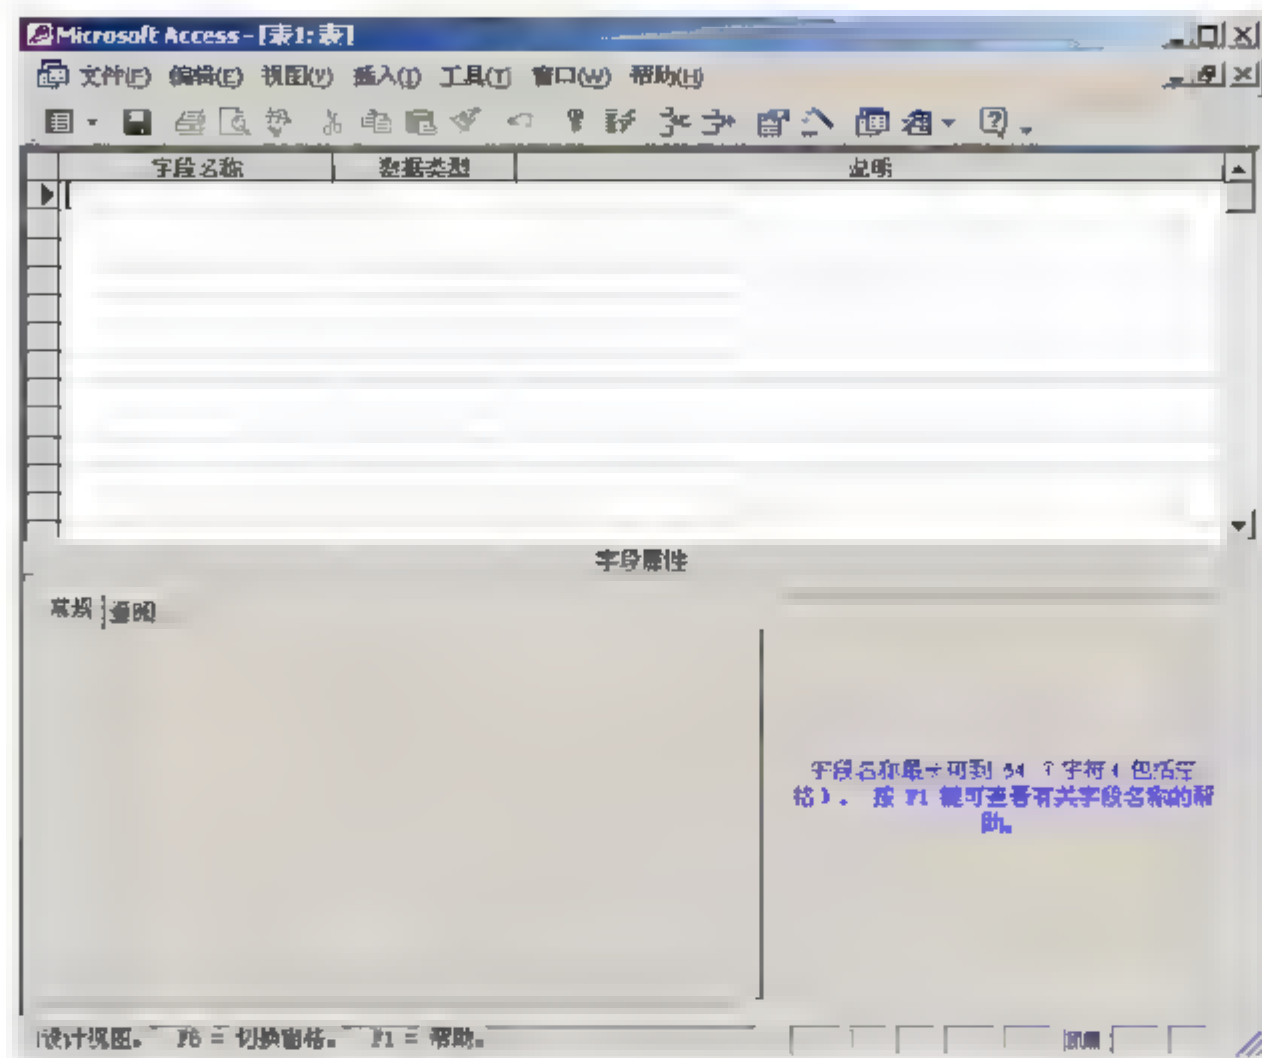 Microsoft Access - [表1: 表]
文件(F) 编辑(E) 视图(V) 插入(I) 工具(T) 窗口(W) 帮助(H)
字段名称 数据类型 说明
字段属性
常规 查阅
字段名称最长可到 64 个字符(包括空
格)。 按 F1 键可查看有关字段名称的帮
助。
设计视图。 F6 = 切换窗格。 F1 = 帮助。